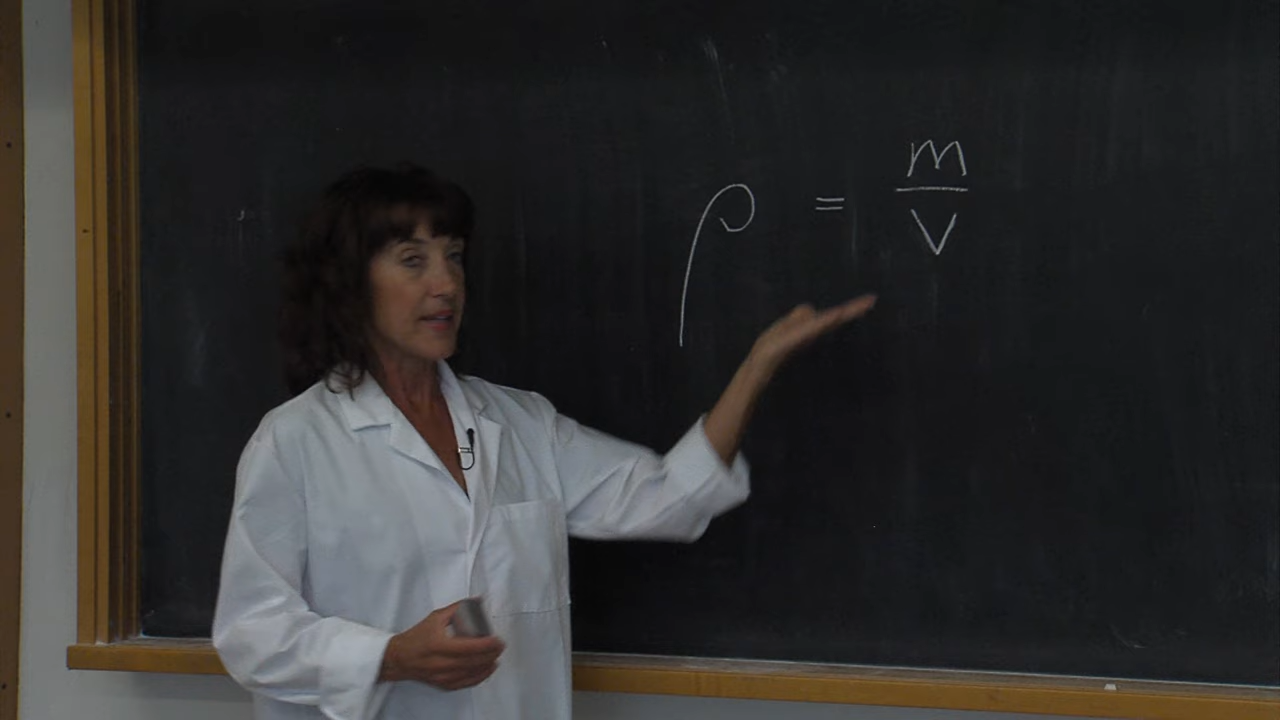 ρ = m/V